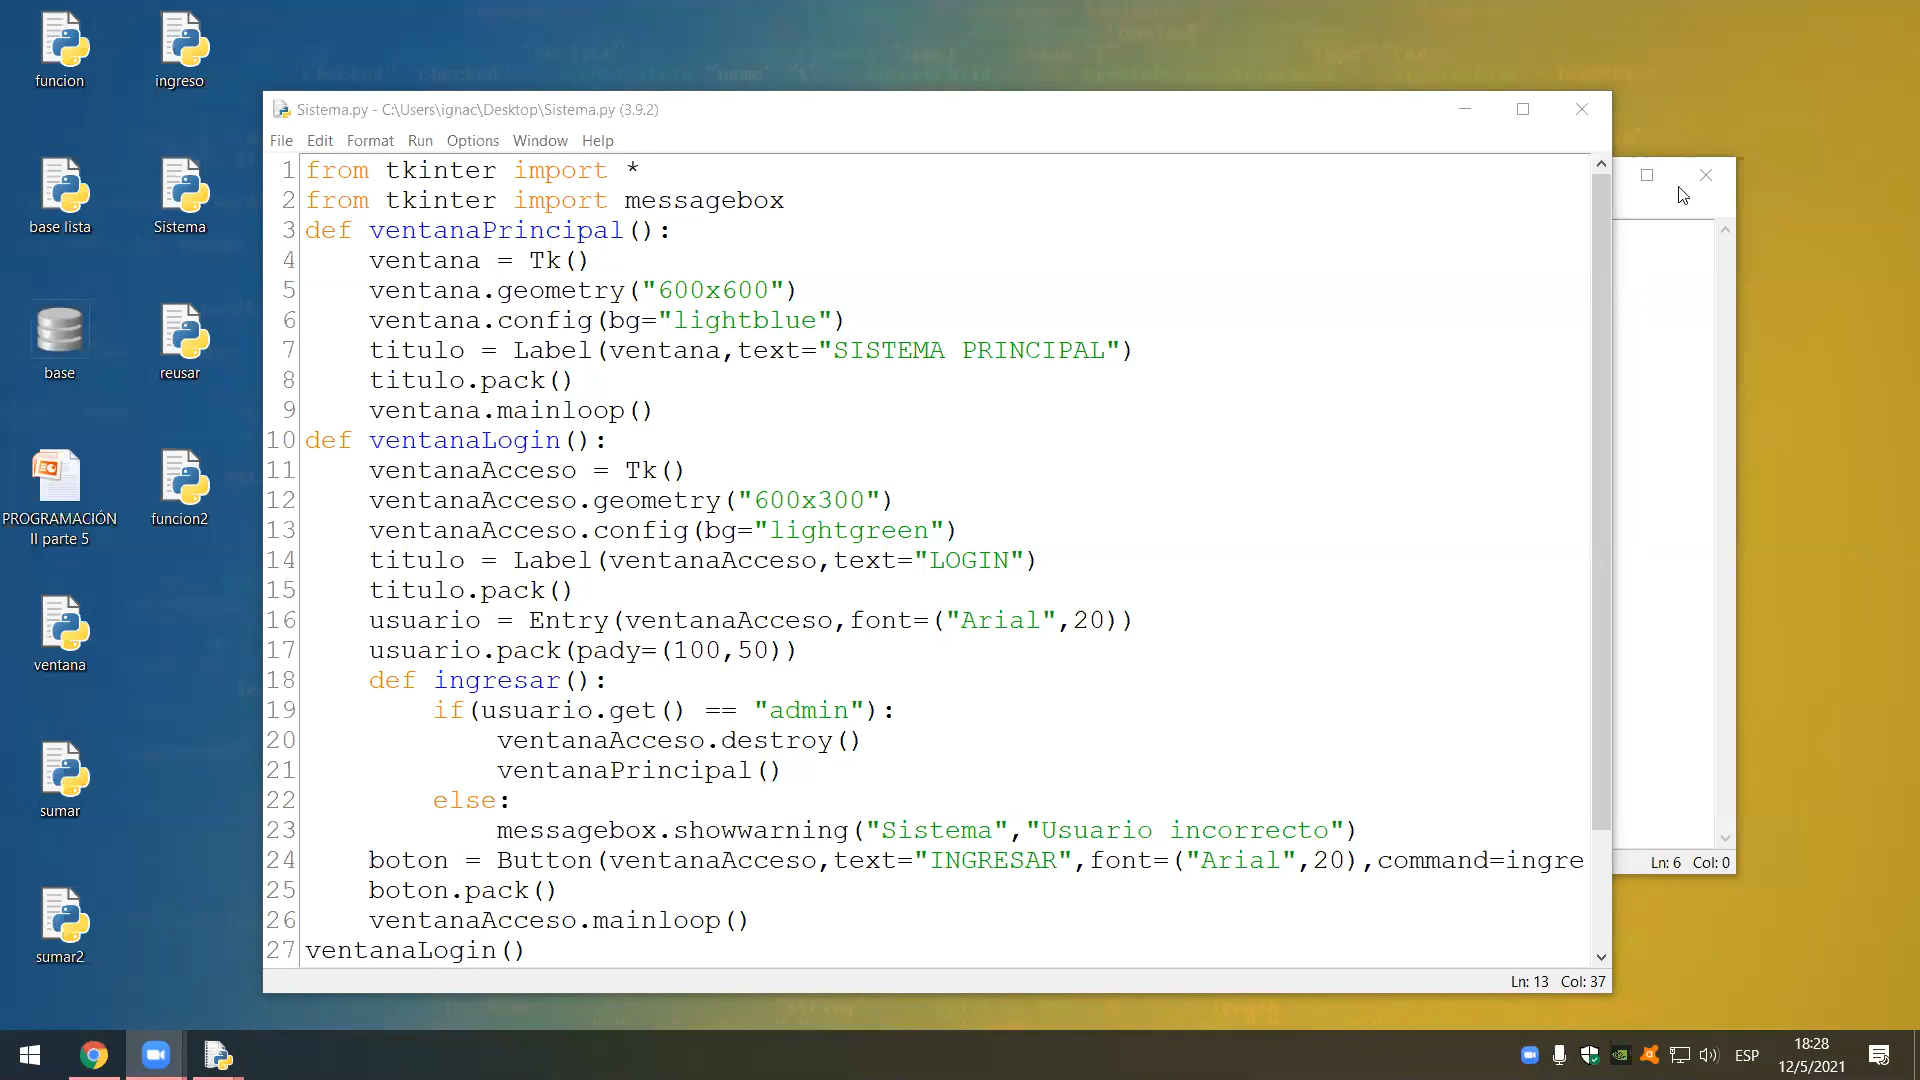 funcion
ingreso
base lista
Sistema
base
reusar
PROGRAMACIÓN
II parte 5
funcion2
ventana
sumar
sumar2
Sistema.py - C:\Users\ignac\Desktop\Sistema.py (3.9.2)
File Edit Format Run Options Window Help
1 from tkinter import *
2 from tkinter import messagebox
3 def ventanaPrincipal():
4     ventana = Tk()
5     ventana.geometry("600x600")
6     ventana.config(bg="lightblue")
7     titulo = Label(ventana,text="SISTEMA PRINCIPAL")
8     titulo.pack()
9     ventana.mainloop()
10 def ventanaLogin():
11     ventanaAcceso = Tk()
12     ventanaAcceso.geometry("600x300")
13     ventanaAcceso.config(bg="lightgreen")
14     titulo = Label(ventanaAcceso,text="LOGIN")
15     titulo.pack()
16     usuario = Entry(ventanaAcceso,font=("Arial",20))
17     usuario.pack(pady=(100,50))
18     def ingresar():
19         if(usuario.get() == "admin"):
20             ventanaAcceso.destroy()
21             ventanaPrincipal()
22         else:
23             messagebox.showwarning("Sistema","Usuario incorrecto")
24     boton = Button(ventanaAcceso,text="INGRESAR",font=("Arial",20),command=ingre
25     boton.pack()
26     ventanaAcceso.mainloop()
27 ventanaLogin()
Ln: 13 Col: 37
Ln: 6 Col: 0
ESP
18:28
12/5/2021